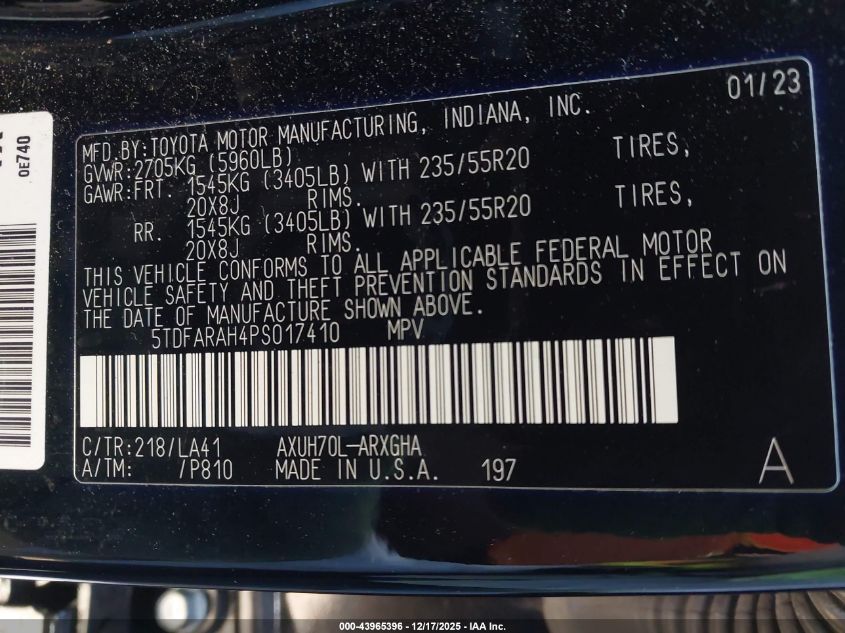 0E740
01/23
MFD.BY:TOYOTA MOTOR MANUFACTURING, INDIANA, INC.
GVWR:2705KG (5960LB)
GAWR:FRT. 1545KG (3405LB) WITH 235/55R20 TIRES,
20X8J RIMS.
RR. 1545KG (3405LB) WITH 235/55R20 TIRES,
20X8J RIMS.
THIS VEHICLE CONFORMS TO ALL APPLICABLE FEDERAL MOTOR
VEHICLE SAFETY AND THEFT PREVENTION STANDARDS IN EFFECT ON
THE DATE OF MANUFACTURE SHOWN ABOVE.
5TDFARAH4PS017410 MPV
C/TR:218/LA41 AXUH70L-ARXGHA
A/TM: /P810 MADE IN U.S.A. 197 A
000-43965396 - 12/17/2025 - IAA Inc.